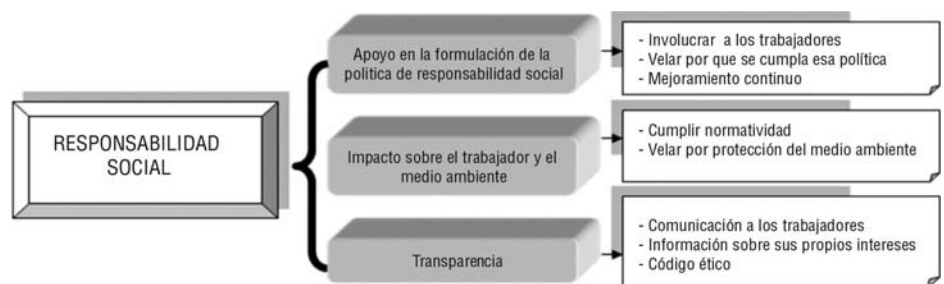 RESPONSABILIDAD
SOCIAL
Apoyo en la formulación de la
política de responsabilidad social
- Involucrar a los trabajadores
- Velar por que se cumpla esa política
- Mejoramiento continuo
Impacto sobre el trabajador y el
medio ambiente
- Cumplir normatividad
- Velar por protección del medio ambiente
Transparencia
- Comunicación a los trabajadores
- Información sobre sus propios intereses
- Código ético